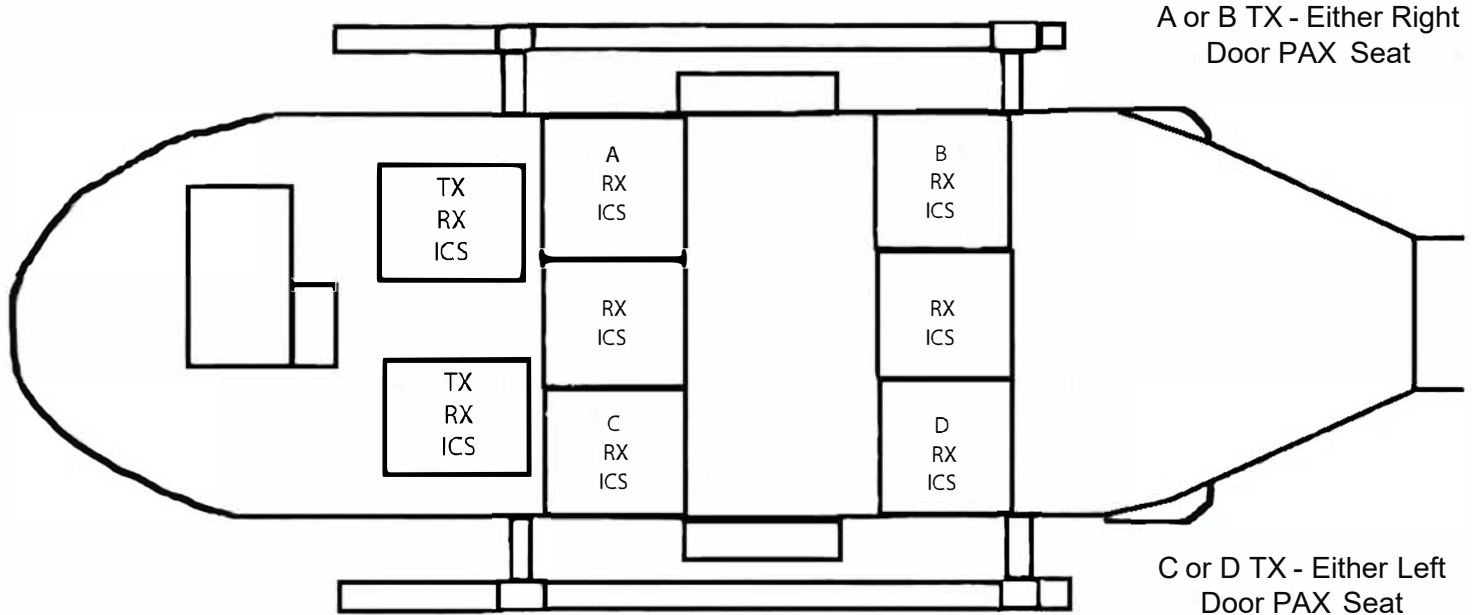 A or B TX - Either Right
Door PAX Seat
A
RX
ICS
B
RX
ICS
TX
RX
ICS
RX
ICS
RX
ICS
TX
RX
ICS
C
RX
ICS
D
RX
ICS
C or D TX - Either Left
Door PAX Seat